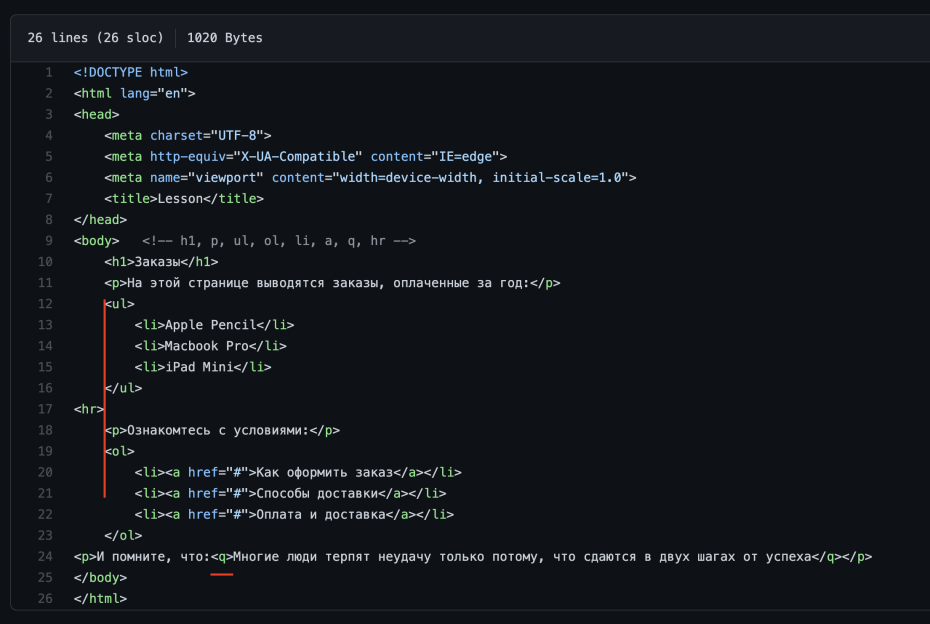 26 lines (26 sloc) 1020 Bytes
1 <!DOCTYPE html>
2 <html lang="en">
3 <head>
4 <meta charset="UTF-8">
5 <meta http-equiv="X-UA-Compatible" content="IE=edge">
6 <meta name="viewport" content="width=device-width, initial-scale=1.0">
7 <title>Lesson</title>
8 </head>
9 <body> <!-- h1, p, ul, ol, li, a, q, hr -->
10 <h1>Заказы</h1>
11 <p>На этой странице выводятся заказы, оплаченные за год:</p>
12 <ul>
13 <li>Apple Pencil</li>
14 <li>Macbook Pro</li>
15 <li>iPad Mini</li>
16 </ul>
17 <hr>
18 <p>Ознакомтесь с условиями:</p>
19 <ol>
20 <li><a href="#">Как оформить заказ</a></li>
21 <li><a href="#">Способы доставки</a></li>
22 <li><a href="#">Оплата и доставка</a></li>
23 </ol>
24 <p>И помните, что:<q>Многие люди терпят неудачу только потому, что сдаются в двух шагах от успеха</q></p>
25 </body>
26 </html>